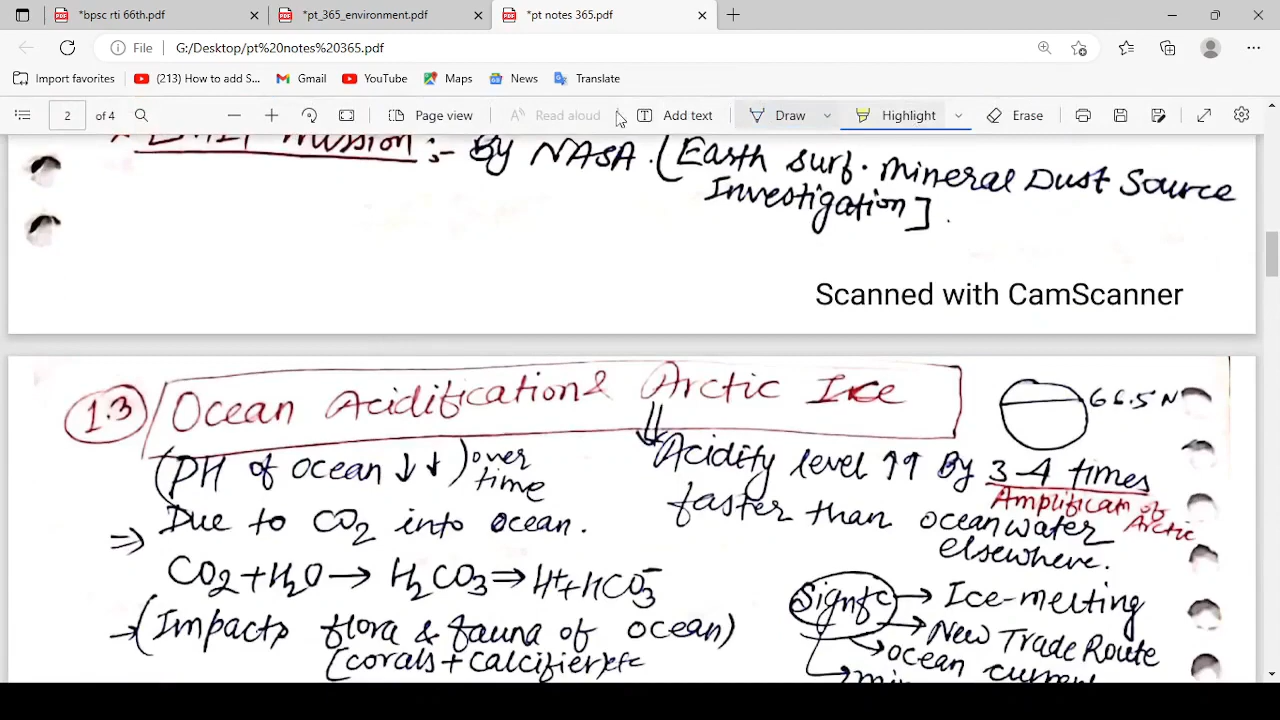 *bpsc rti 66th.pdf
*pt_365_environment.pdf
*pt notes 365.pdf
File G:/Desktop/pt%20notes%20365.pdf
Import favorites
(213) How to add S...
Gmail
YouTube
Maps
News
Translate
2 of 4
Page view
Read aloud
Add text
Draw
Highlight
Erase
Mission :- By NASA. (Earth surf. Mineral Dust Source
Investigation]
Scanned with CamScanner
1.3 Ocean Acidification & Arctic Ice
66.5 N
(PH of ocean ↓ ↓) over
time
⇒ Due to CO2 into ocean.
CO2 + H2O → H2CO3 ⇒ H+ + HCO3-
→ (Impacts flora & fauna of ocean)
[corals + calcifier) etc
Acidity level ↑↑ By 3-4 times
Amplificatn of
Arctic
faster than ocean water
elsewhere.
Signfc → Ice-melting
→ New Trade Route
→ ocean current